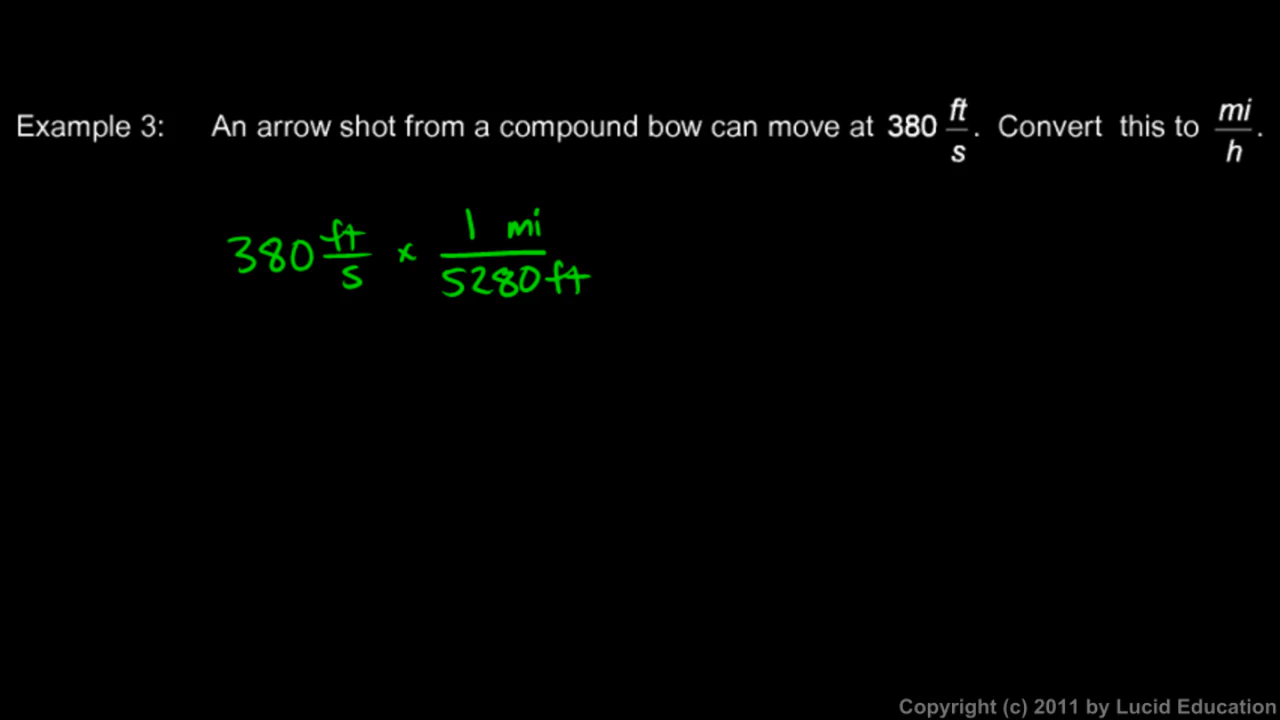 Example 3: An arrow shot from a compound bow can move at 380 ft/s. Convert this to mi/h.
380 ft/s × 1 mi/5280 ft
Copyright (c) 2011 by Lucid Education